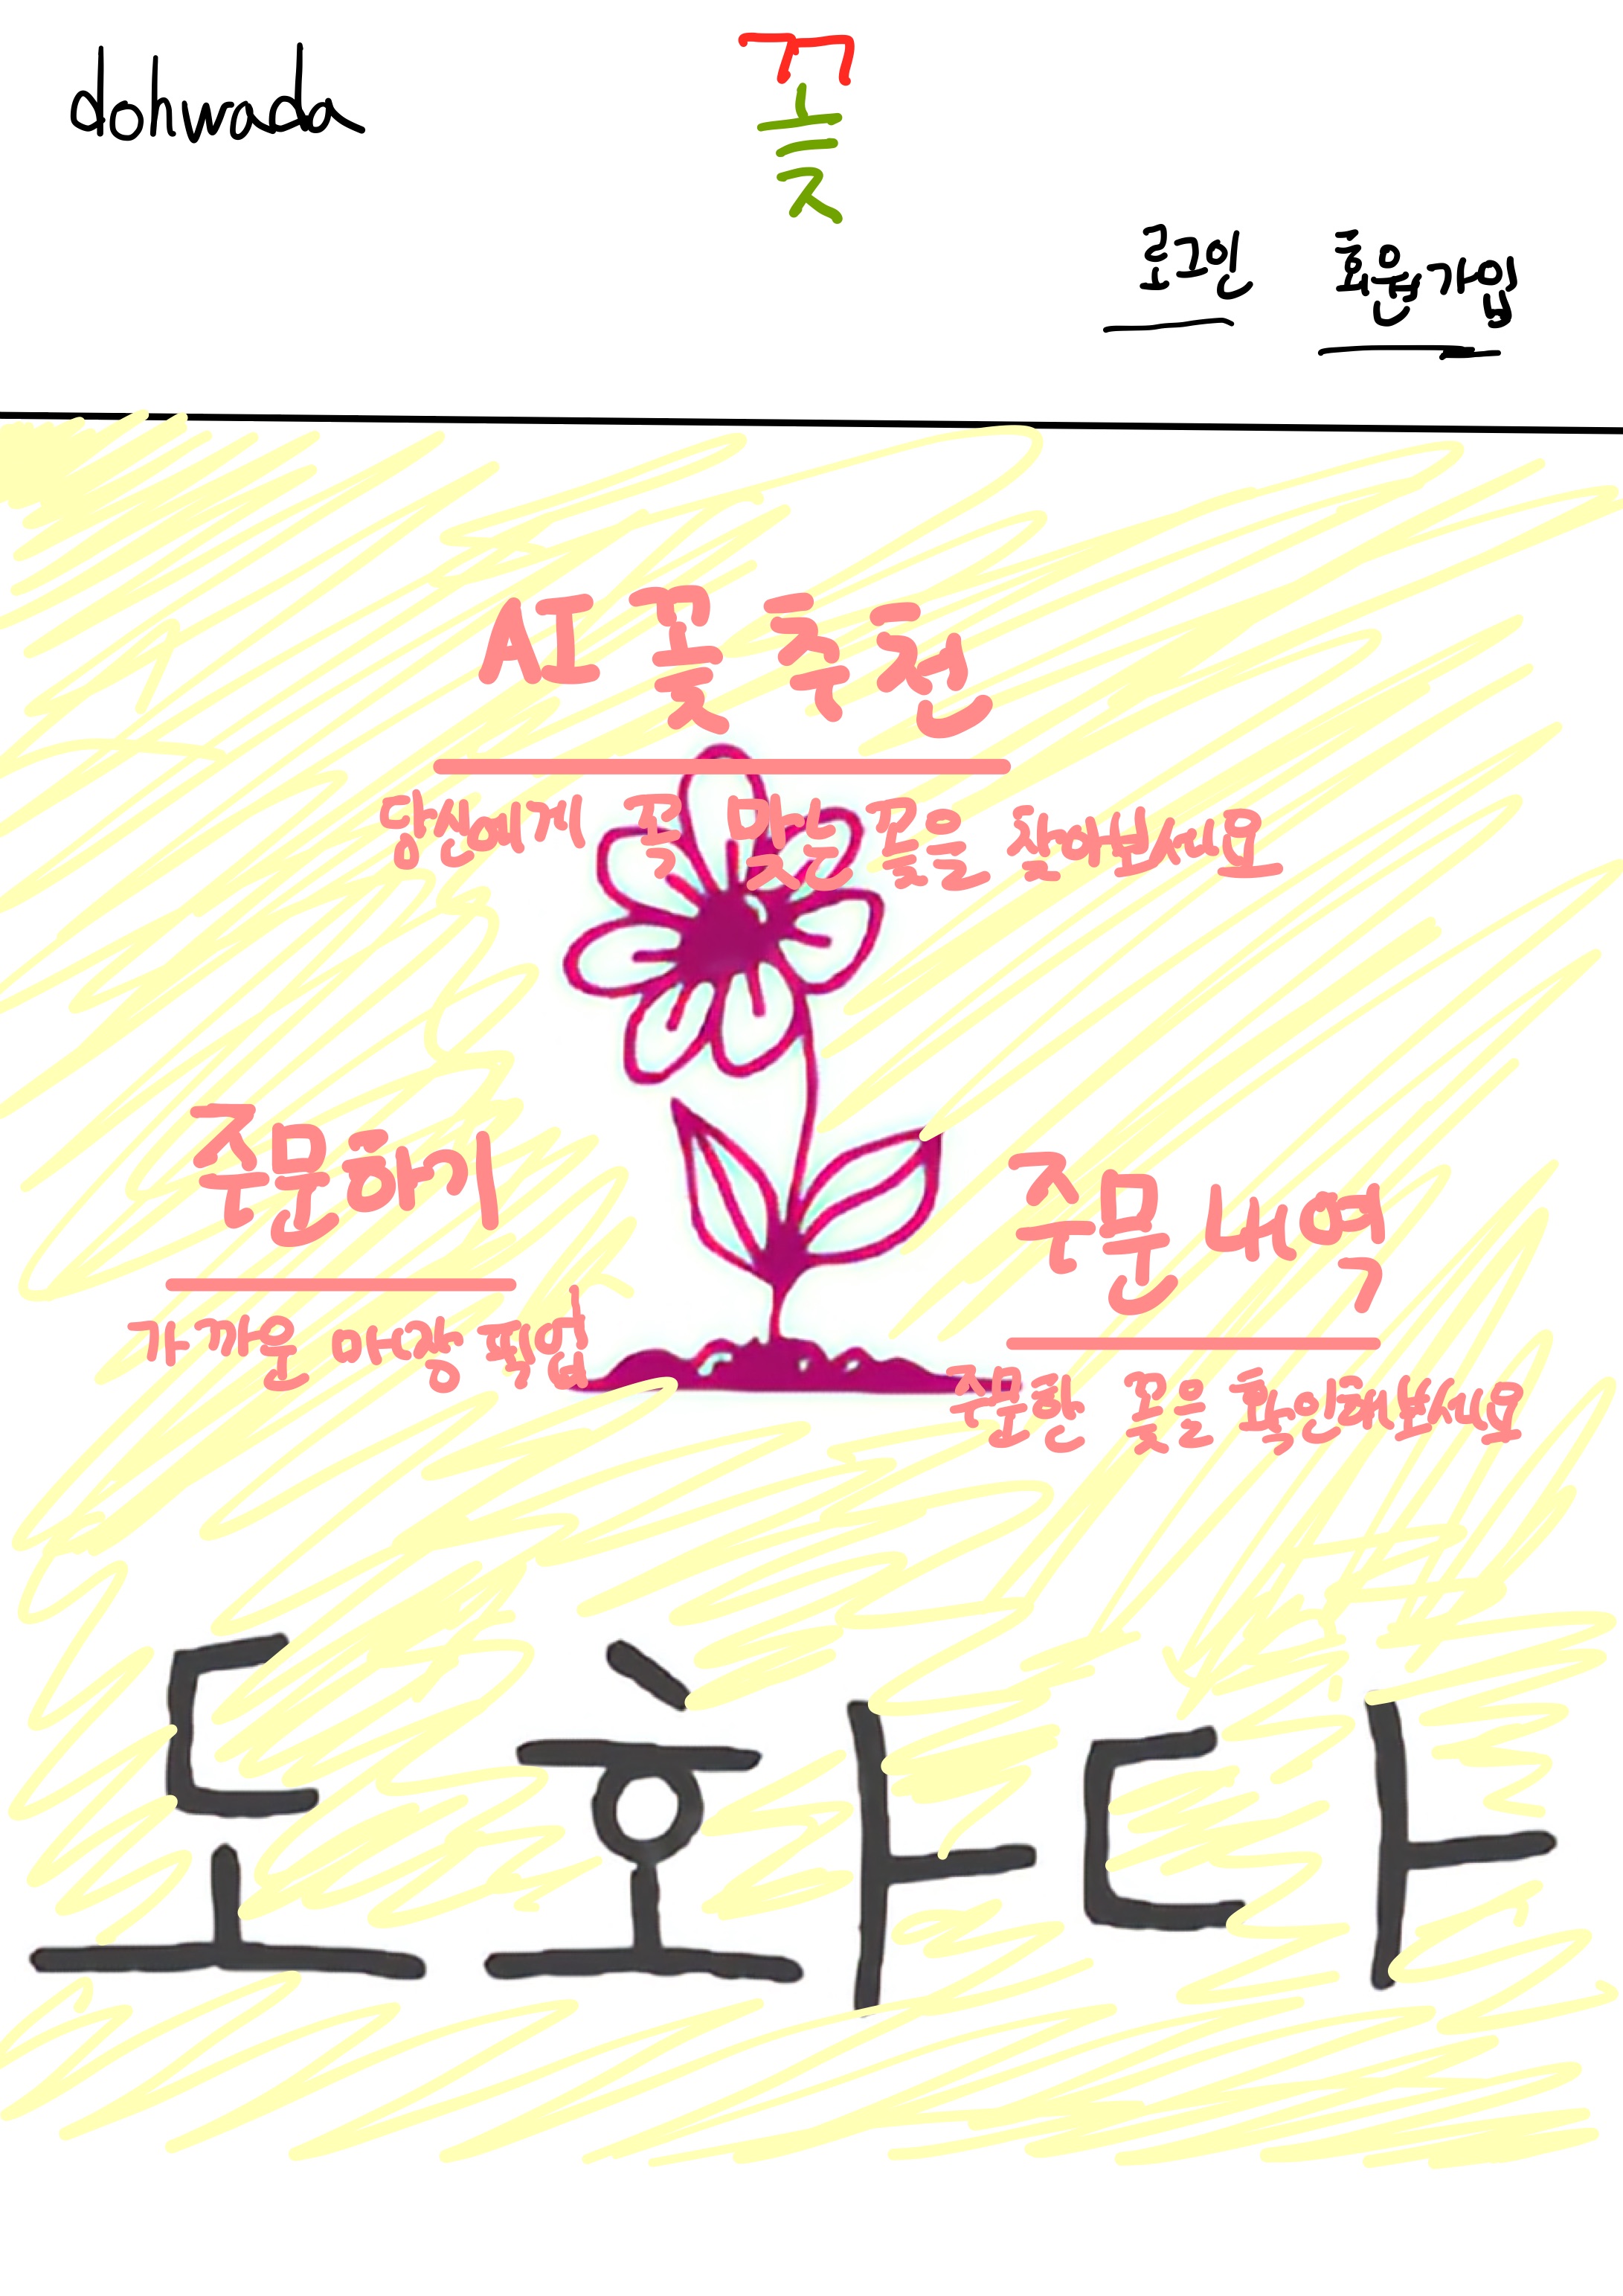 dohwada
꽃
로그인 회원가입
AI 꽃 추천
당신에게 꼭 맞는 꽃을 찾아보세요
주문하기
가까운 매장 픽업
주문 내역
주문한 꽃을 확인해보세요
도화다